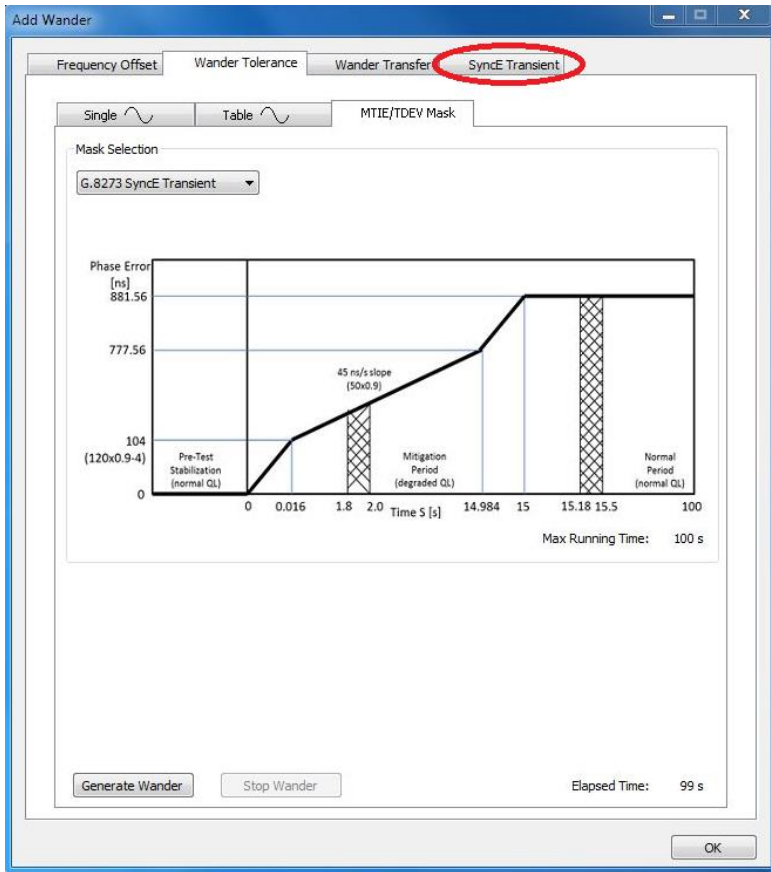 Add Wander
Frequency Offset
Wander Tolerance
Wander Transfer
SyncE Transient
Single
Table
MTIE/TDEV Mask
Mask Selection
G.8273 SyncE Transient
Phase Error
[ns]
881.56
777.56
45 ns/s slope
(50x0.9)
104
(120x0.9-4)
Pre-Test
Stabilization
(normal QL)
Mitigation
Period
(degraded QL)
Normal
Period
(normal QL)
0
0 0.016 1.8 2.0 Time S [s] 14.984 15 15.18 15.5 100
Max Running Time: 100 s
Generate Wander
Stop Wander
Elapsed Time: 99 s
OK